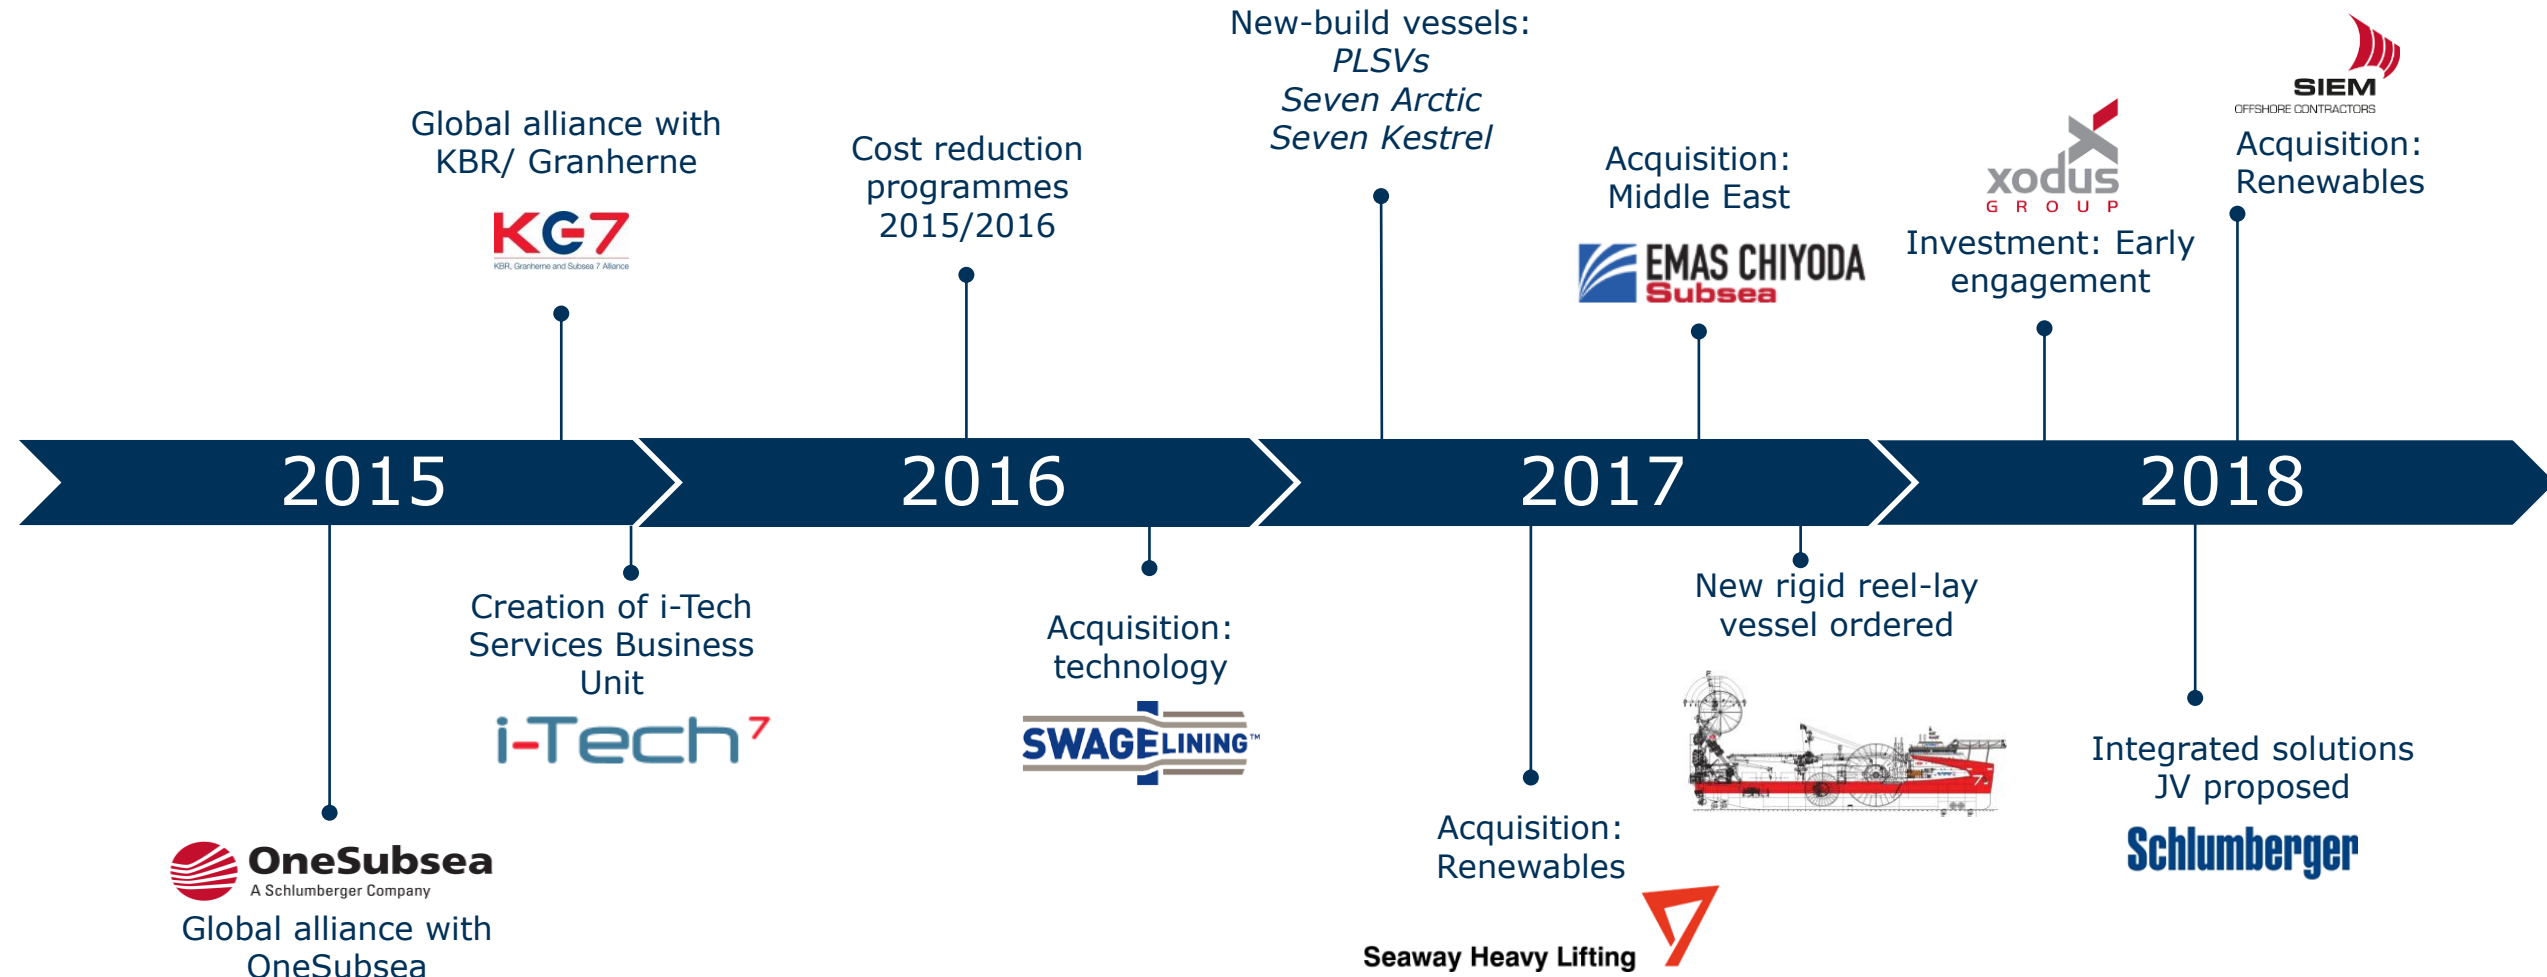 New-build vessels:
PLSVs
Seven Arctic
Seven Kestrel
SIEM
OFFSHORE CONTRACTORS
Acquisition:
Renewables
Global alliance with
KBR/ Granherne
KG7
KBR, Granherne and Subsea 7 Alliance
Cost reduction
programmes
2015/2016
Acquisition:
Middle East
EMAS CHIYODA
Subsea
xodus
GROUP
Investment: Early
engagement
2015
2016
2017
2018
Creation of i-Tech
Services Business
Unit
i-Tech7
OneSubsea
A Schlumberger Company
Global alliance with
OneSubsea
Acquisition:
technology
SWAGELINING™
New rigid reel-lay
vessel ordered
7
Acquisition:
Renewables
Seaway Heavy Lifting
Integrated solutions
JV proposed
Schlumberger